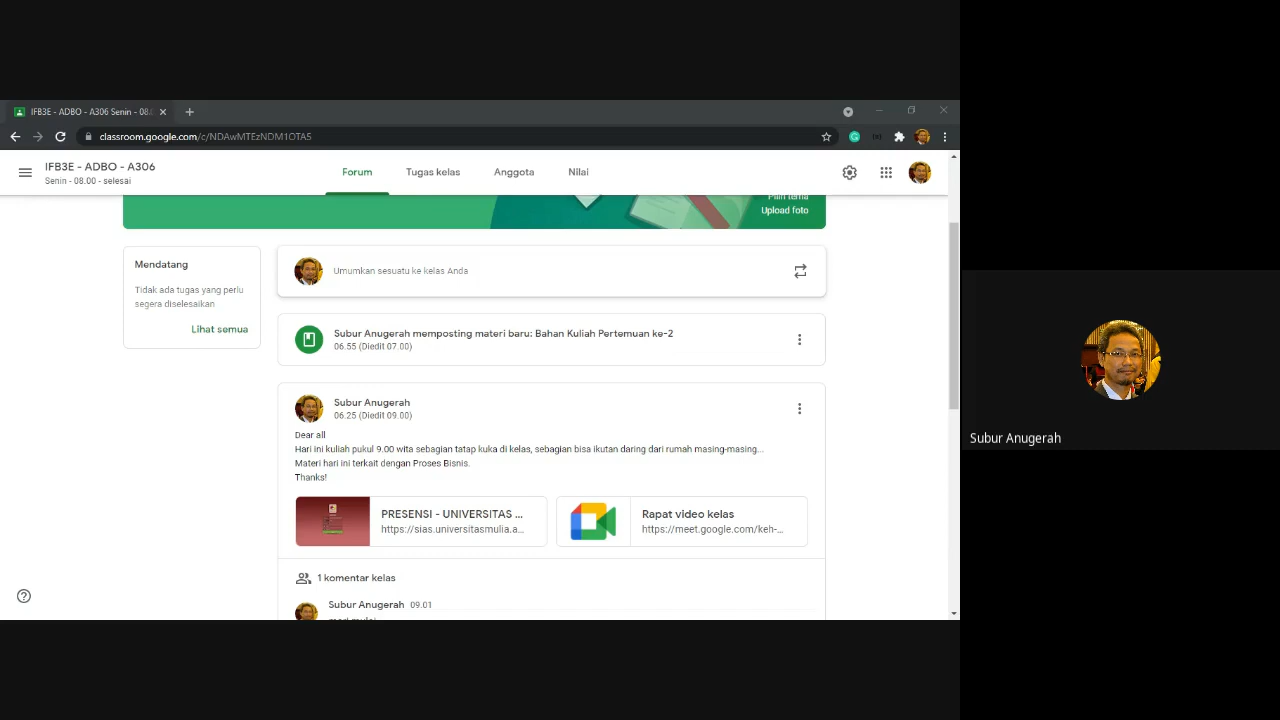 IFB3E - ADBO - A306 Senin - 08:
classroom.google.com/c/NDAwMTEzNDM1OTA5
IFB3E - ADBO - A306
Senin - 08.00 - selesai
Forum
Tugas kelas
Anggota
Nilai
Pilih tema
Upload foto
Mendatang
Tidak ada tugas yang perlu
segera diselesaikan
Lihat semua
Umumkan sesuatu ke kelas Anda
Subur Anugerah memposting materi baru: Bahan Kuliah Pertemuan ke-2
06.55 (Diedit 07.00)
Subur Anugerah
06.25 (Diedit 09.00)
Dear all
Hari ini kuliah pukul 9.00 wita sebagian tatap kuka di kelas, sebagian bisa ikutan daring dari rumah masing-masing...
Materi hari ini terkait dengan Proses Bisnis.
Thanks!
PRESENSI - UNIVERSITAS ...
https://sias.universitasmulia.a...
Rapat video kelas
https://meet.google.com/keh-...
1 komentar kelas
Subur Anugerah 09.01
mari mulai
Subur Anugerah